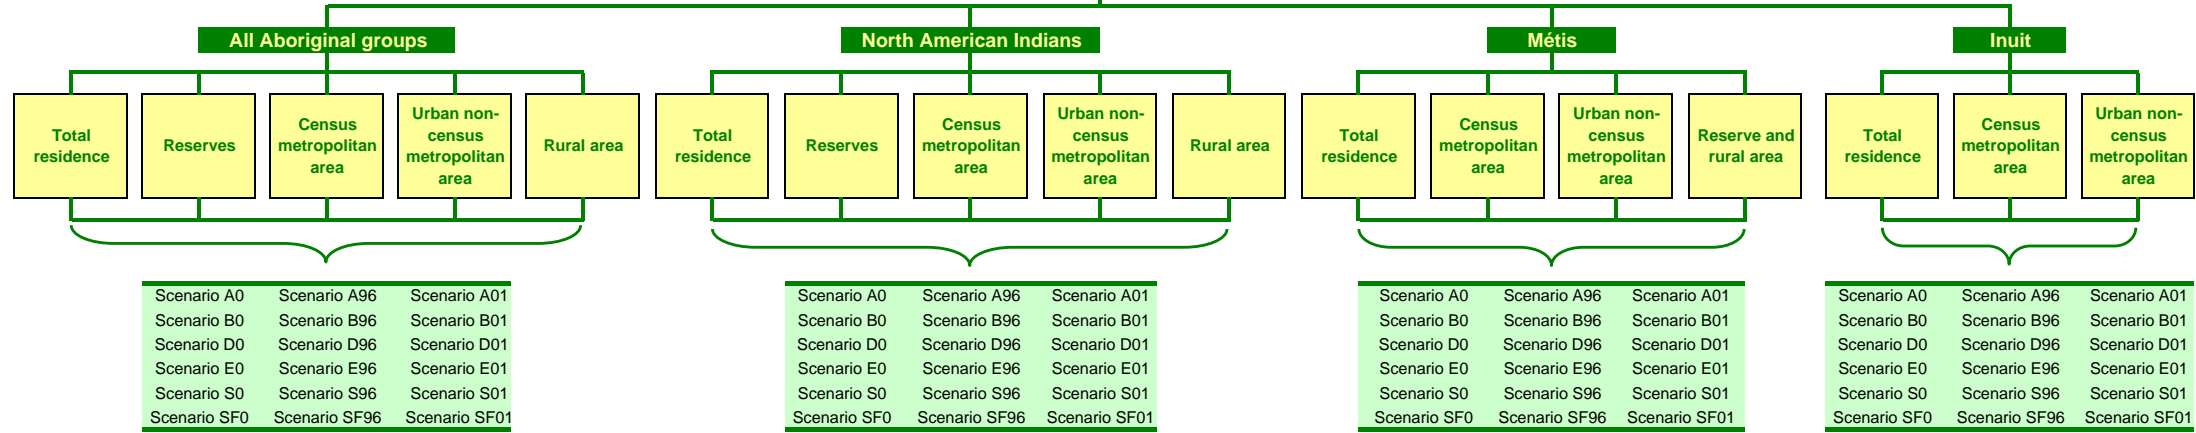 All Aboriginal groups
North American Indians
Métis
Inuit
Total
residence
Reserves
Census
metropolitan
area
Urban non-
census
metropolitan
area
Rural area
Total
residence
Reserves
Census
metropolitan
area
Urban non-
census
metropolitan
area
Rural area
Total
residence
Census
metropolitan
area
Urban non-
census
metropolitan
area
Reserve and
rural area
Total
residence
Census
metropolitan
area
Urban non-
census
metropolitan
area
Scenario A0 Scenario A96 Scenario A01
Scenario B0 Scenario B96 Scenario B01
Scenario D0 Scenario D96 Scenario D01
Scenario E0 Scenario E96 Scenario E01
Scenario S0 Scenario S96 Scenario S01
Scenario SF0 Scenario SF96 Scenario SF01
Scenario A0 Scenario A96 Scenario A01
Scenario B0 Scenario B96 Scenario B01
Scenario D0 Scenario D96 Scenario D01
Scenario E0 Scenario E96 Scenario E01
Scenario S0 Scenario S96 Scenario S01
Scenario SF0 Scenario SF96 Scenario SF01
Scenario A0 Scenario A96 Scenario A01
Scenario B0 Scenario B96 Scenario B01
Scenario D0 Scenario D96 Scenario D01
Scenario E0 Scenario E96 Scenario E01
Scenario S0 Scenario S96 Scenario S01
Scenario SF0 Scenario SF96 Scenario SF01
Scenario A0 Scenario A96 Scenario A01
Scenario B0 Scenario B96 Scenario B01
Scenario D0 Scenario D96 Scenario D01
Scenario E0 Scenario E96 Scenario E01
Scenario S0 Scenario S96 Scenario S01
Scenario SF0 Scenario SF96 Scenario SF01